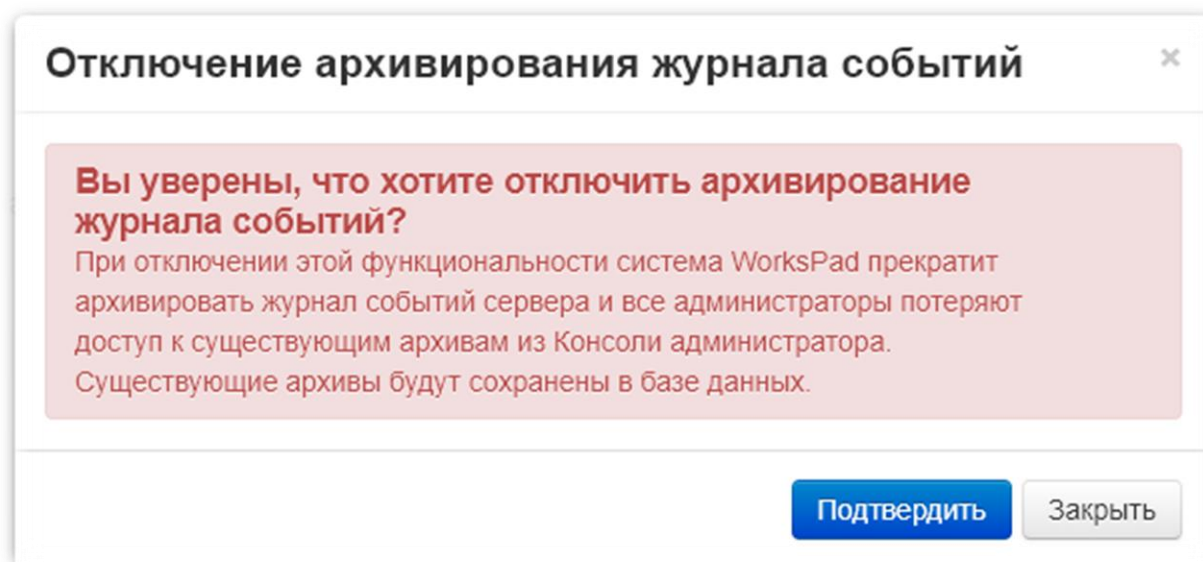 Отключение архивирования журнала событий
×
Вы уверены, что хотите отключить архивирование
журнала событий?
При отключении этой функциональности система WorksPad прекратит
архивировать журнал событий сервера и все администраторы потеряют
доступ к существующим архивам из Консоли администратора.
Существующие архивы будут сохранены в базе данных.
Подтвердить
Закрыть